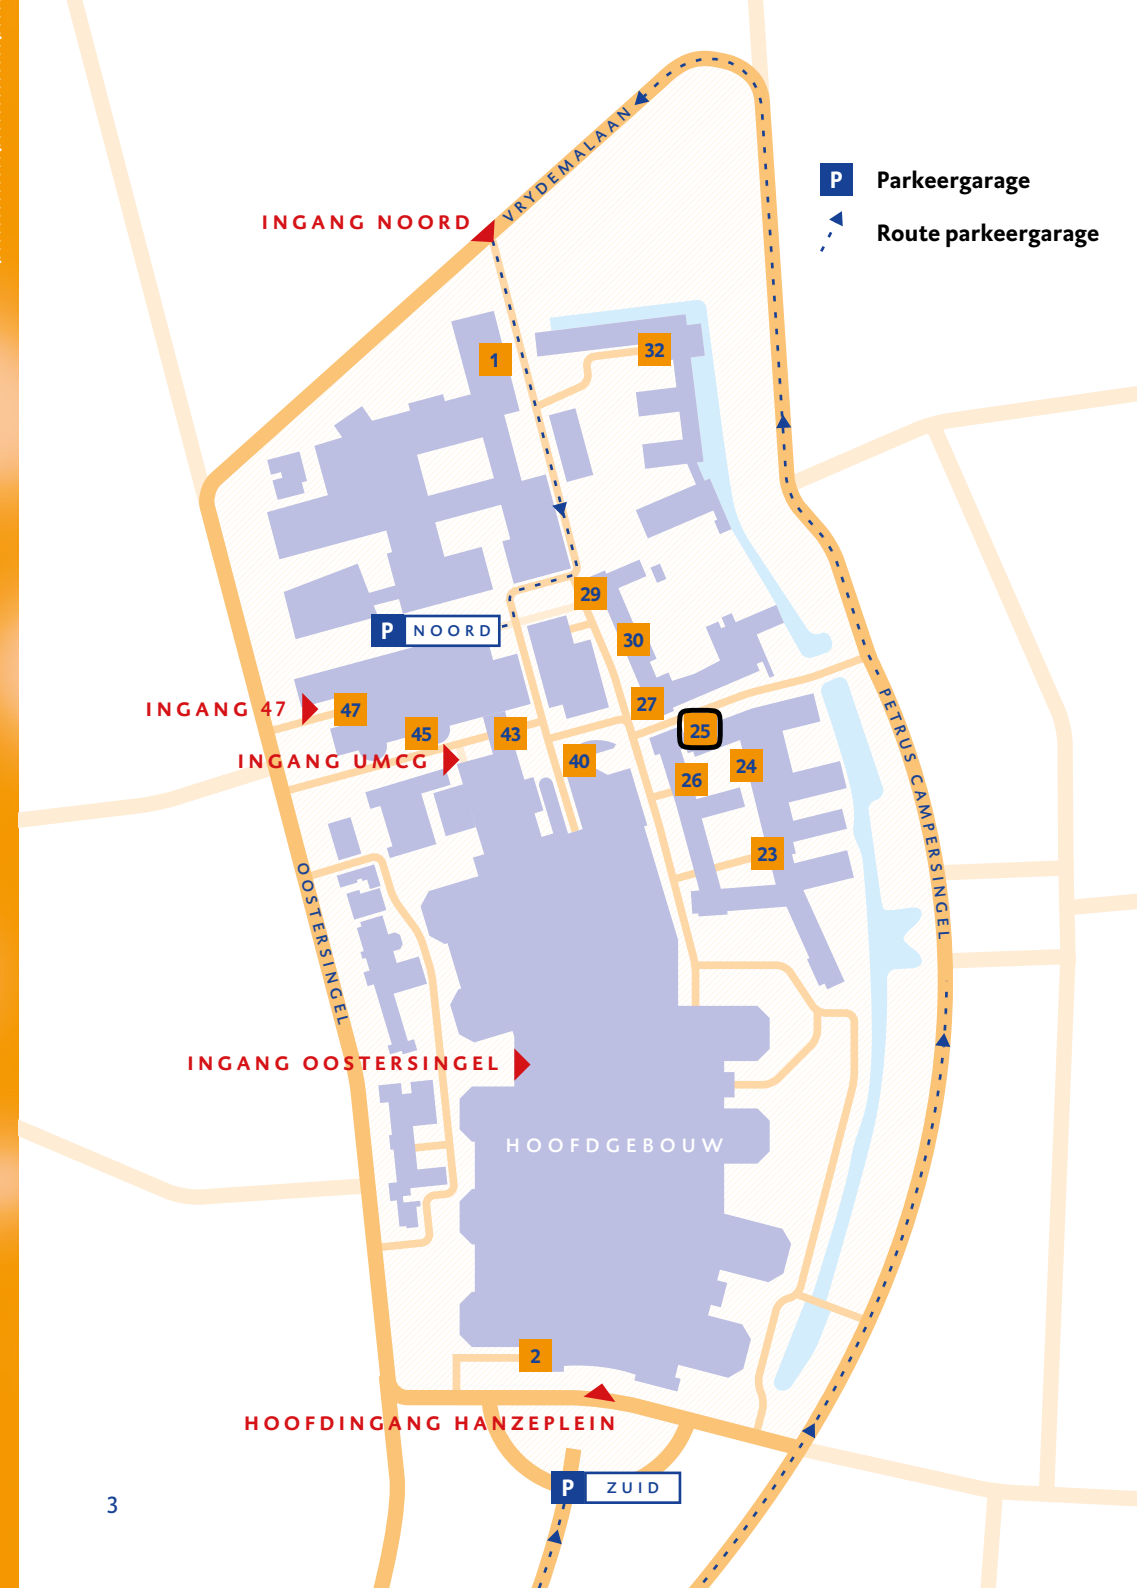 VRYDEMALAAN
P Parkeergarage
Route parkeergarage
INGANG NOORD
1
32
29
P NOORD
30
INGANG 47
47
27
45
43
25
INGANG UMCG
40
24
26
PETRUS CAMPERSINGEL
23
OOSTERSINGEL
INGANG OOSTERSINGEL
HOOFDGEBOUW
2
HOOFDINGANG HANZEPLEIN
P ZUID
3